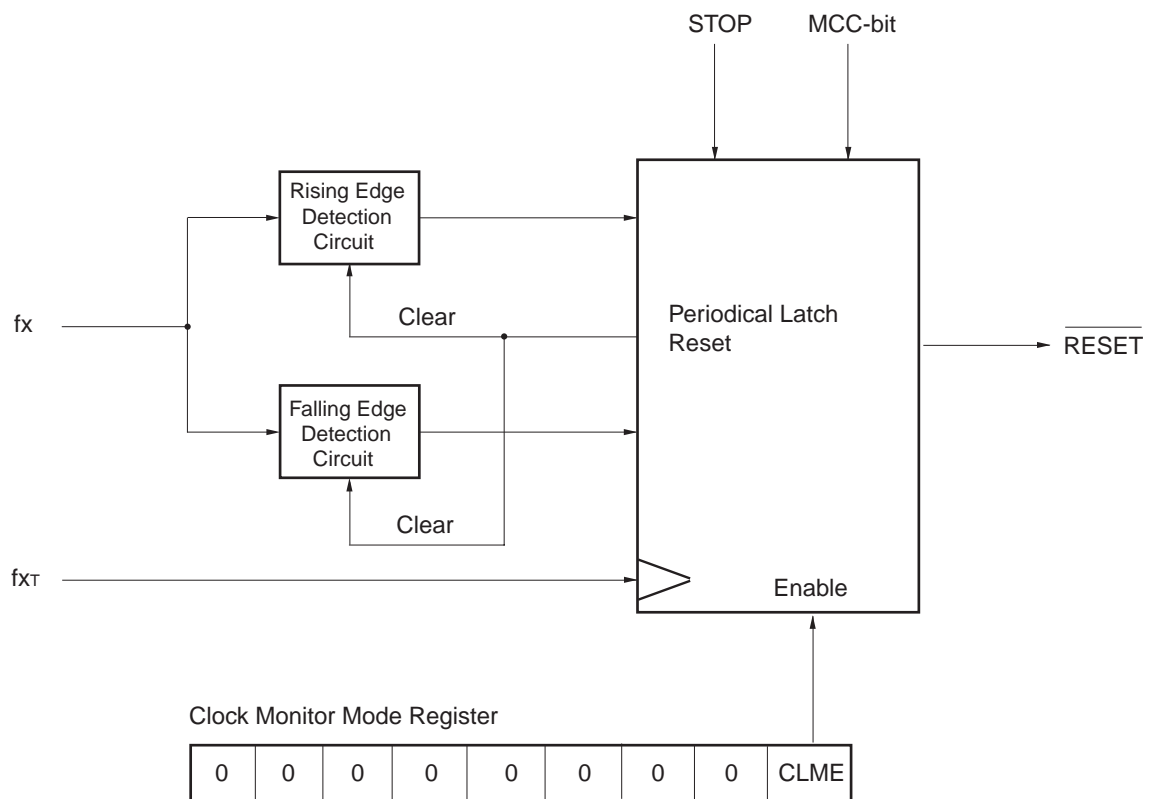 STOP MCC-bit
Rising Edge
Detection
Circuit
Clear
fx
Periodical Latch
Reset
RESET
Falling Edge
Detection
Circuit
Clear
fxT
Enable
Clock Monitor Mode Register
0 0 0 0 0 0 0 0 CLME